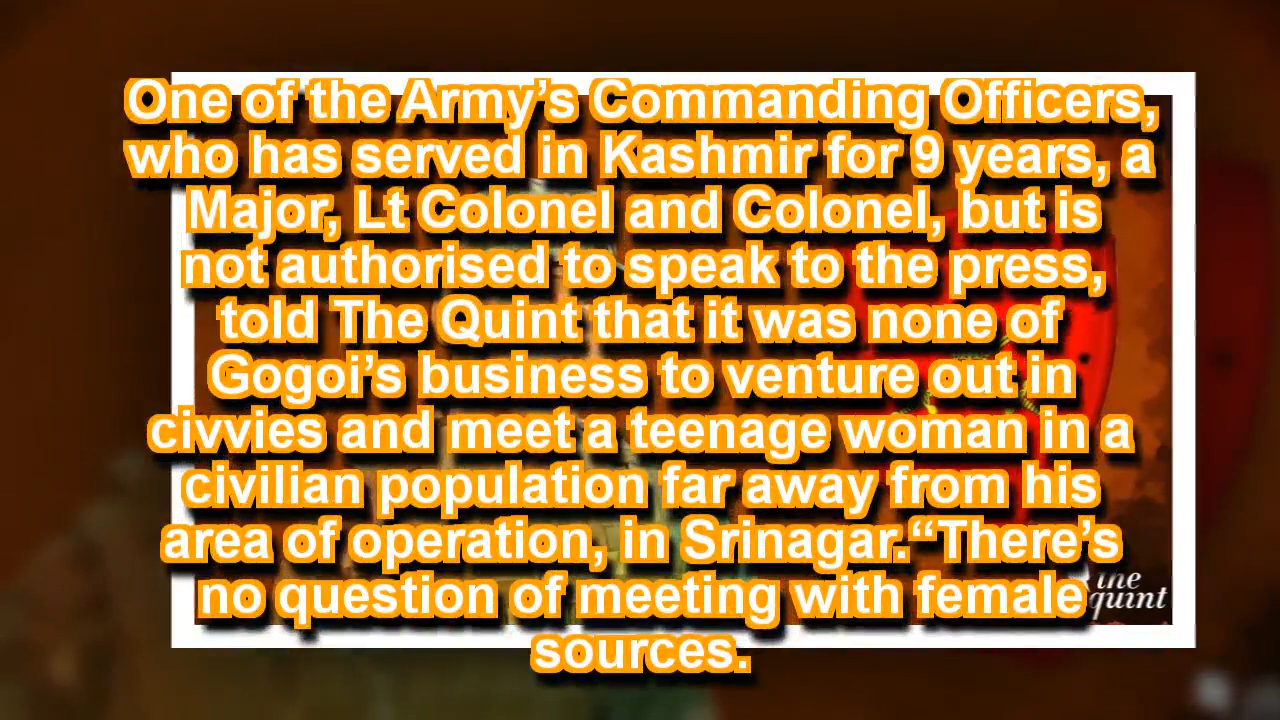 One of the Army’s Commanding Officers,
who has served in Kashmir for 9 years, a
Major, Lt Colonel and Colonel, but is
not authorised to speak to the press,
told The Quint that it was none of
Gogoi’s business to venture out in
civvies and meet a teenage woman in a
civilian population far away from his
area of operation, in Srinagar.“There’s
no question of meeting with female
sources.
the
quint